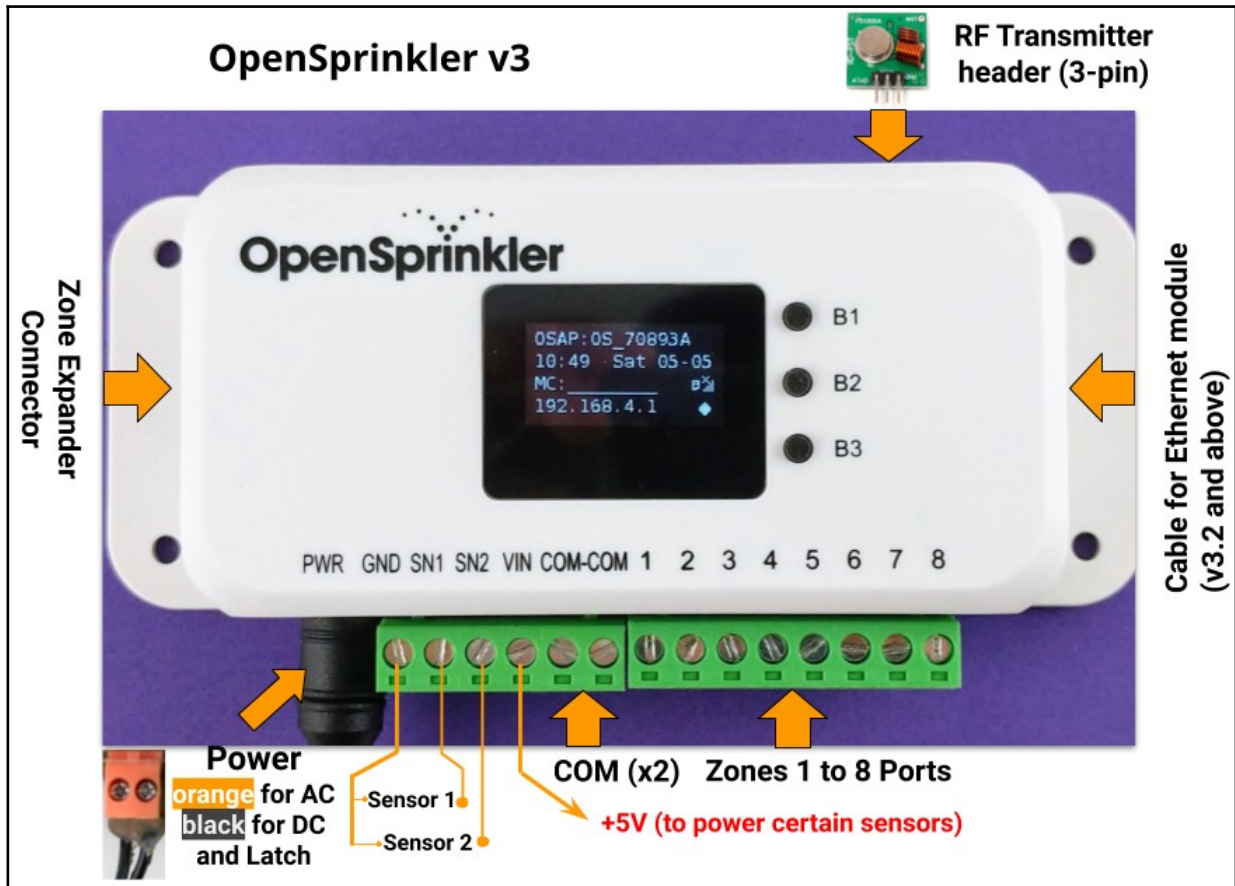 OpenSprinkler v3
RF Transmitter
header (3-pin)
Zone Expander
Connector
OpenSprinkler
OSAP:OS_70893A
10:49 Sat 05-05
MC:________
192.168.4.1
B1
B2
B3
Cable for Ethernet module
(v3.2 and above)
PWR GND SN1 SN2 VIN COM-COM 1 2 3 4 5 6 7 8
Power
orange for AC
black for DC
and Latch
Sensor 1
Sensor 2
COM (x2)
Zones 1 to 8 Ports
+5V (to power certain sensors)